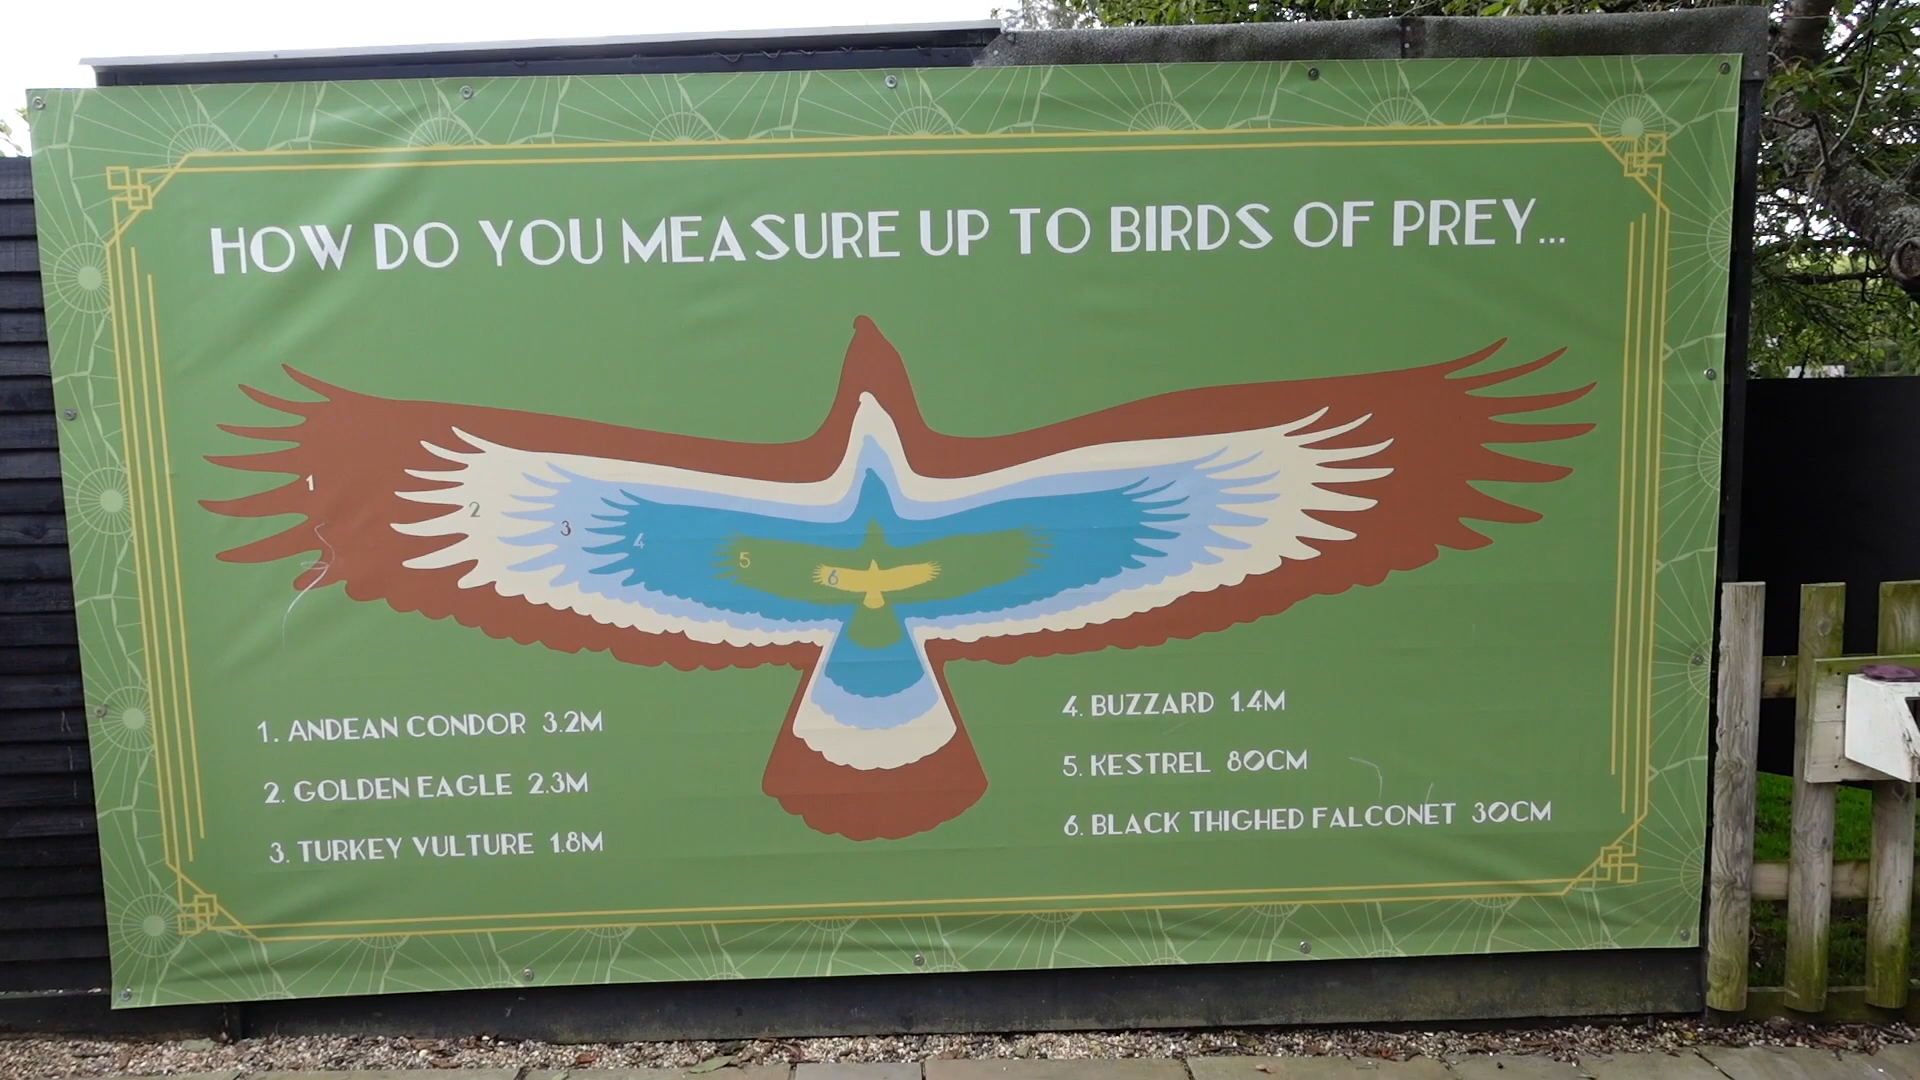 HOW DO YOU MEASURE UP TO BIRDS OF PREY...
1
2
3
4
5
6
1. ANDEAN CONDOR 3.2M
2. GOLDEN EAGLE 2.3M
3. TURKEY VULTURE 1.8M
4. BUZZARD 1.4M
5. KESTREL 80CM
6. BLACK THIGHED FALCONET 30CM